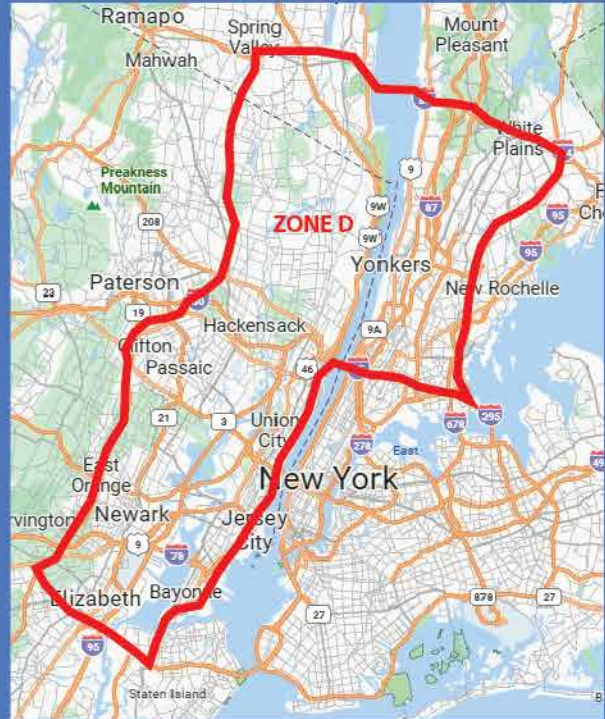 Ramapo
Spring
Valley
Mount
Pleasant
Mahwah
White
Plains
Preakness
Mountain
9
87
95
208
9W
ZONE D
9W
Yonkers
95
23
Paterson
New Rochelle
19
Hackensack
9A
Clifton
46
Passaic
21
3
Union
City
678
295
278
East
East
Orange
New York
Newark
Jersey
City
9
78
Elizabeth
Bayonne
878
27
27
95
Staten Island